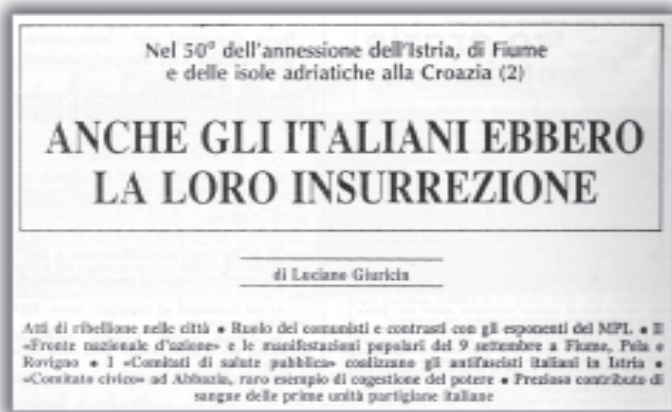 Nel 50° dell'annessione dell'Istria, di Fiume
e delle isole adriatiche alla Croazia (2)
ANCHE GLI ITALIANI EBBERO
LA LORO INSURREZIONE
di Luciano Giuricin
Atti di ribellione nelle città • Ruolo dei comunisti e contrasti con gli esponenti del MPL • Il
«Fronte nazionale d'azione» e le manifestazioni popolari del 9 settembre a Fiume, Pola e
Rovigno • I «Comitati di salute pubblica» coalizzano gli antifascisti italiani in Istria •
«Comitato civico» ad Abbazia, raro esempio di cogestione del potere • Prezioso contributo di
sangue delle prime unità partigiane italiane